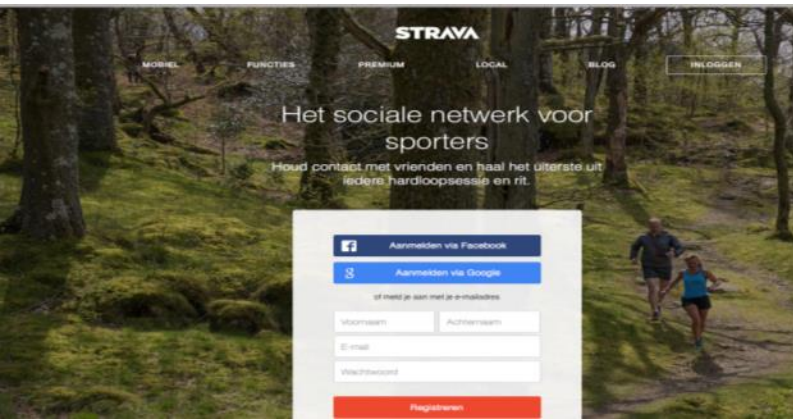 STRAVA
MOBIEL FUNCTIES PREMIUM LOCAL BLOG INLOGGEN
Het sociale netwerk voor
sporters
Houd contact met vrienden en haal het uiterste uit
iedere hardloopsessie en rit.
Aanmelden via Facebook
Aanmelden via Google
of meld je aan met je e-mailadres
Voornaam Achternaam
E-mail
Wachtwoord
Registreren